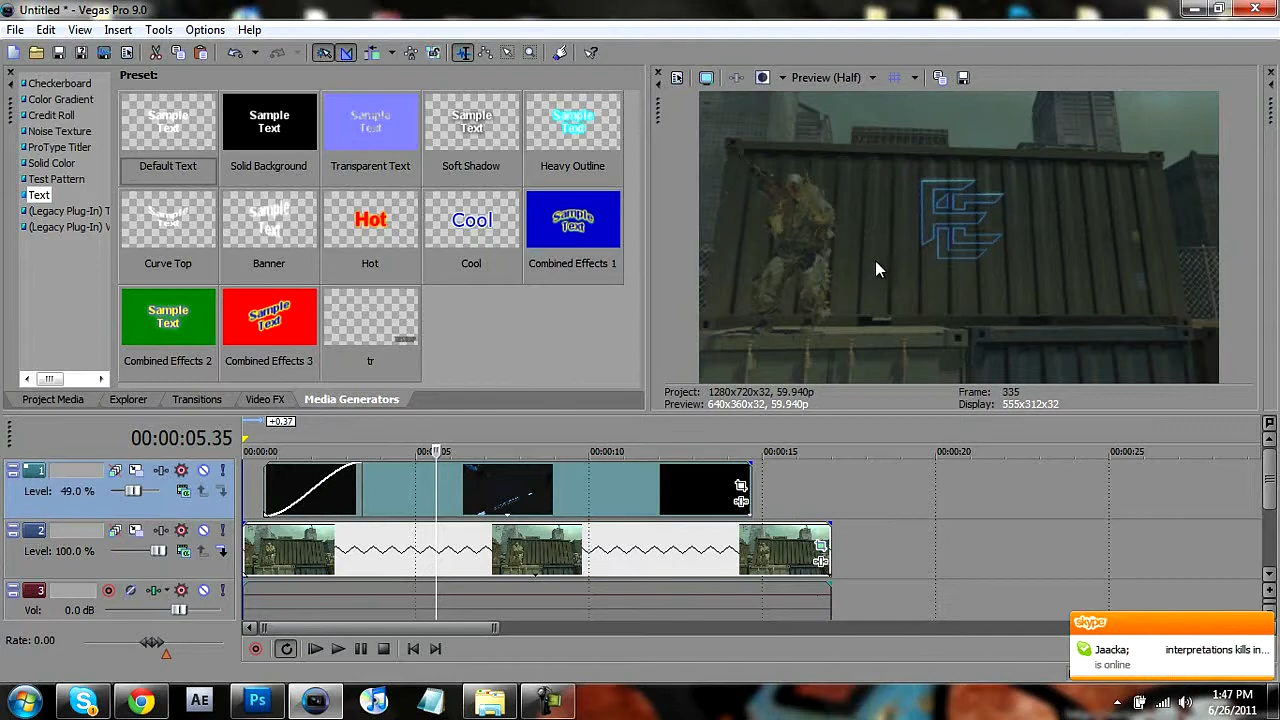 Untitled * - Vegas Pro 9.0
File Edit View Insert Tools Options Help
Checkerboard
Color Gradient
Credit Roll
Noise Texture
ProType Titler
Solid Color
Test Pattern
Text
(Legacy Plug-In) T
(Legacy Plug-In) V
Preset:
Sample Text
Sample Text
Sample Text
Sample Text
Sample Text
Default Text
Solid Background
Transparent Text
Soft Shadow
Heavy Outline
Sample Text
Sample Text
Hot
Cool
Sample Text
Curve Top
Banner
Hot
Cool
Combined Effects 1
Sample Text
Sample Text
Combined Effects 2
Combined Effects 3
tr
Project Media
Explorer
Transitions
Video FX
Media Generators
Preview (Half)
Project: 1280x720x32, 59.940p
Frame: 335
Preview: 640x360x32, 59.940p
Display: 555x312x32
+0.37
00:00:05.35
00:00:00
00:00:05
00:00:10
00:00:15
00:00:20
00:00:25
1
Level: 49.0 %
2
Level: 100.0 %
3
Vol: 0.0 dB
Rate: 0.00
skype
Jaacka; interpretations kills in...
is online
Ae
Ps
1:47 PM
6/26/2011